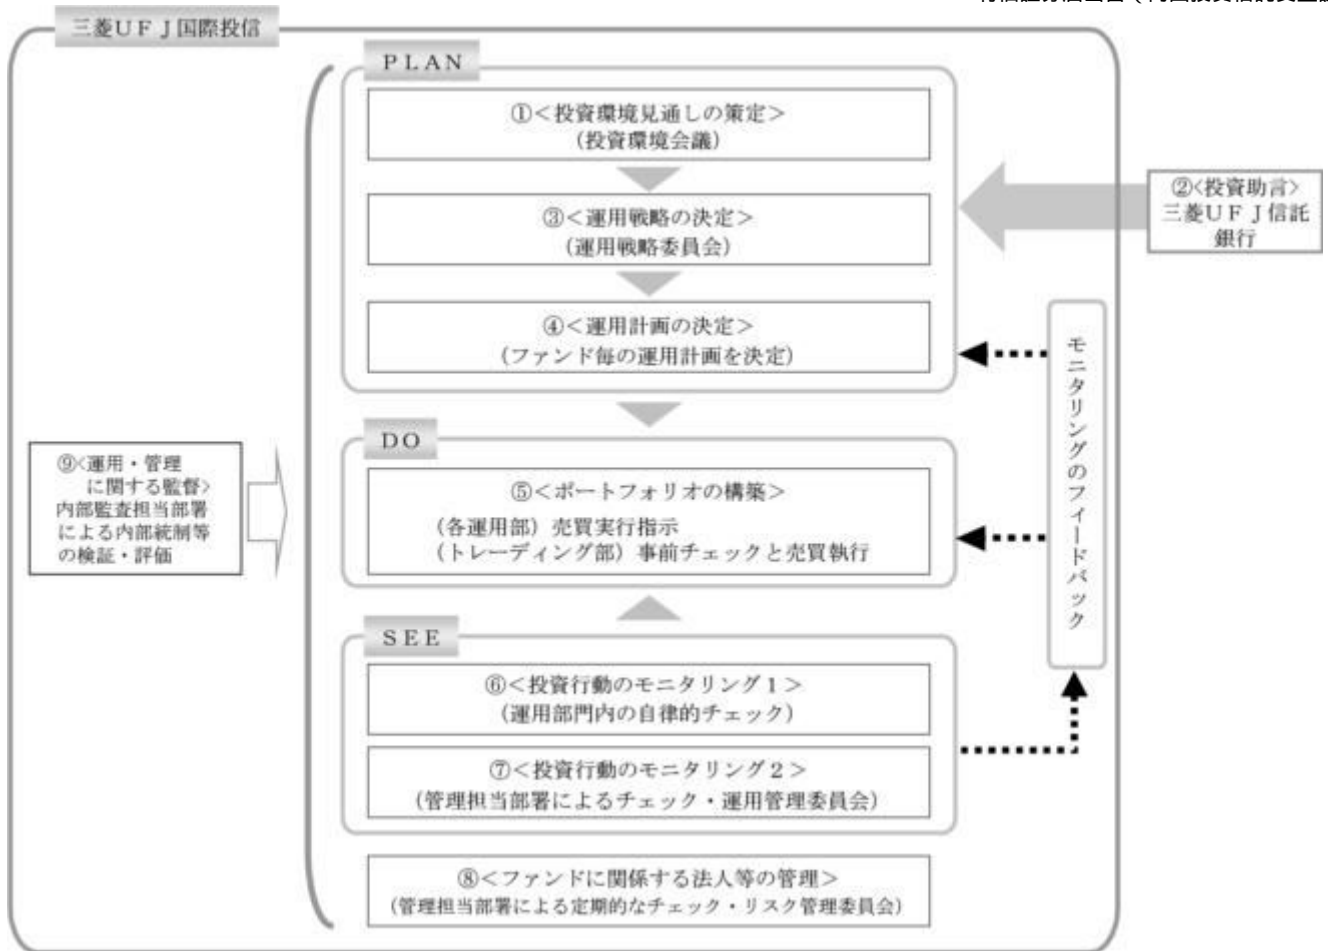 三菱UFJ国際投信
PLAN
①<投資環境見通しの策定>
(投資環境会議)
②<投資助言>
三菱UFJ信託
銀行
③<運用戦略の決定>
(運用戦略委員会)
④<運用計画の決定>
(ファンド毎の運用計画を決定)
モニタリングのフィードバック
DO
⑤<ポートフォリオの構築>
(各運用部)売買実行指示
(トレーディング部)事前チェックと売買執行
⑨<運用・管理
に関する監督>
内部監査担当部署
による内部統制等
の検証・評価
SEE
⑥<投資行動のモニタリング1>
(運用部門内の自律的チェック)
⑦<投資行動のモニタリング2>
(管理担当部署によるチェック・運用管理委員会)
⑧<ファンドに関係する法人等の管理>
(管理担当部署による定期的なチェック・リスク管理委員会)